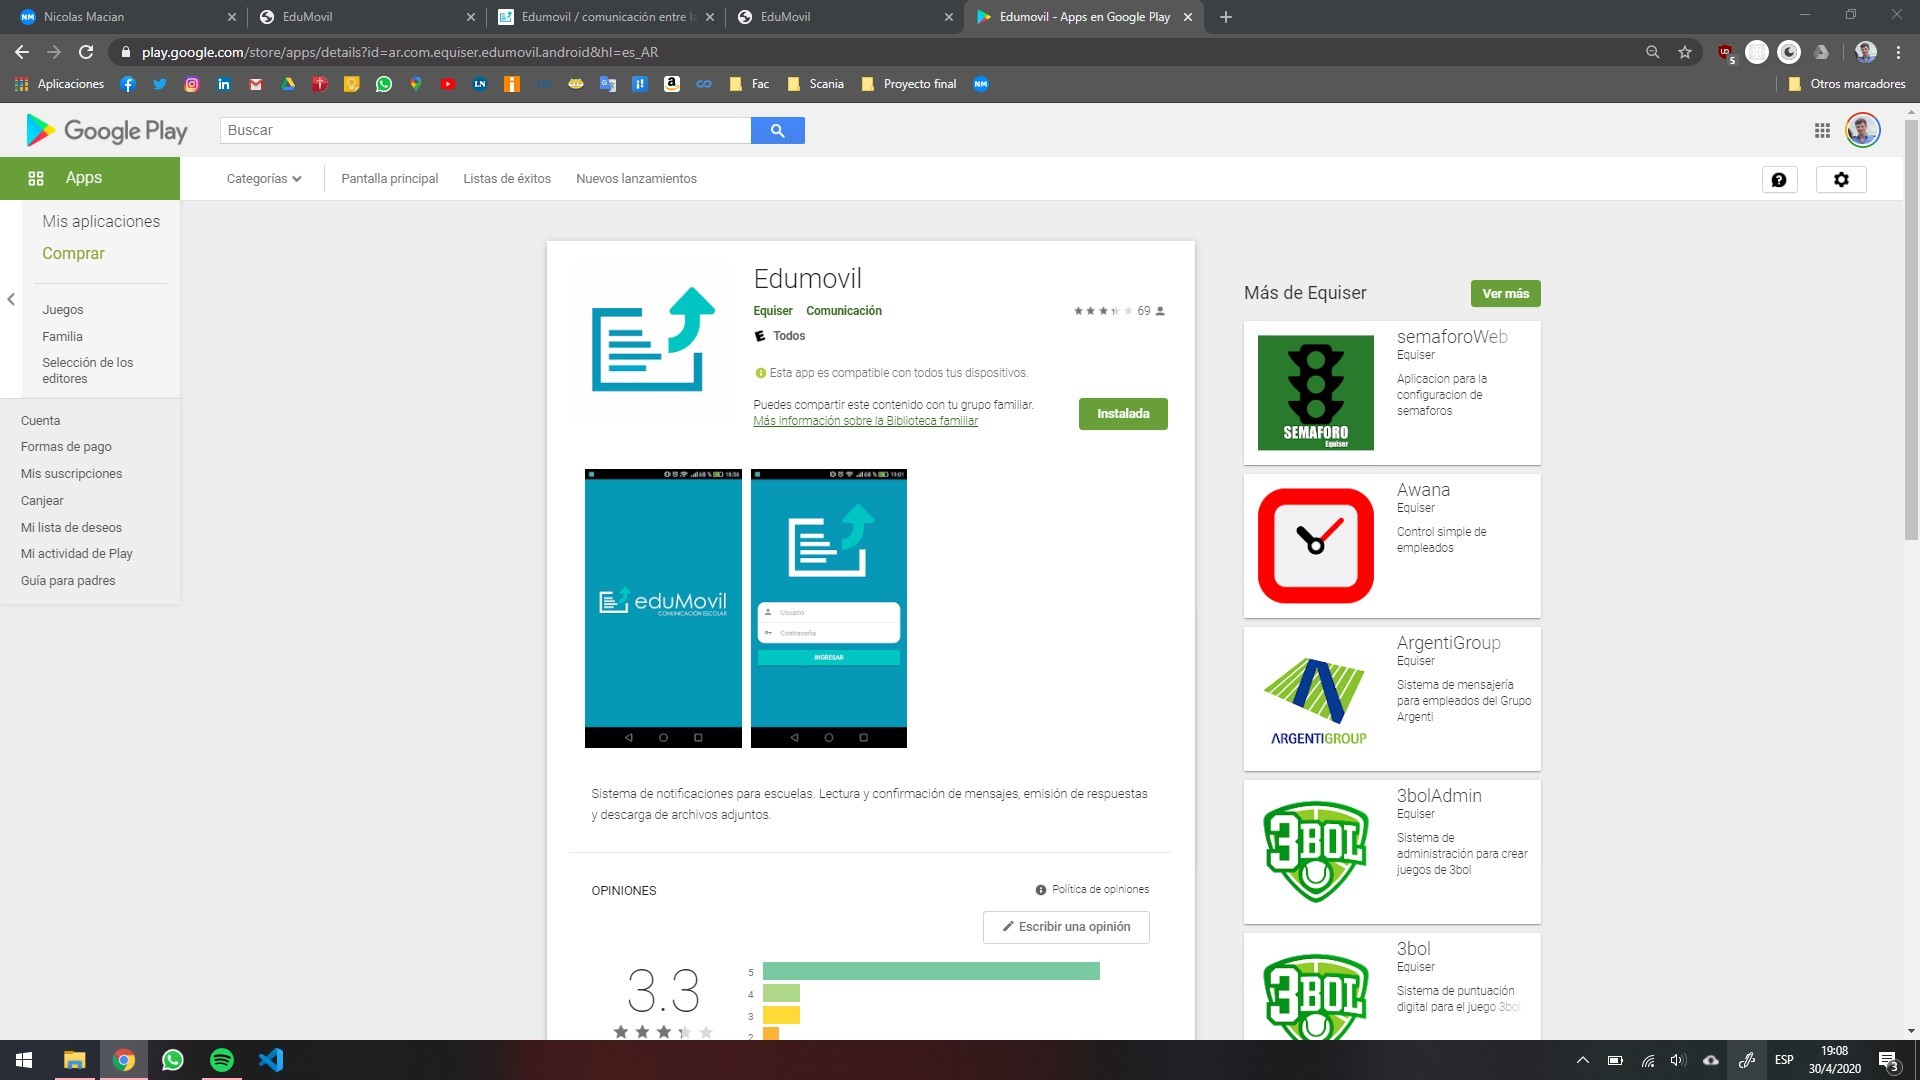 Nicolas Macian
EduMovil
Edumovil / comunicación entre la
EduMovil
Edumovil - Apps en Google Play
play.google.com/store/apps/details?id=ar.com.equiser.edumovil.android&hl=es_AR
5
Aplicaciones
Fac
Scania
Proyecto final
Otros marcadores
Google Play
Buscar
Apps
Categorías
Pantalla principal
Listas de éxitos
Nuevos lanzamientos
Mis aplicaciones
Comprar
Juegos
Familia
Selección de los
editores
Cuenta
Formas de pago
Mis suscripciones
Canjear
Mi lista de deseos
Mi actividad de Play
Guía para padres
Edumovil
Equiser Comunicación
69
E Todos
Esta app es compatible con todos tus dispositivos.
Puedes compartir este contenido con tu grupo familiar.
Más información sobre la Biblioteca familiar
Instalada
68 % 18:56
eduMovil
COMUNICACIÓN ESCOLAR
68 % 19:01
Usuario
Contraseña
INGRESAR
Sistema de notificaciones para escuelas. Lectura y confirmación de mensajes, emisión de respuestas
y descarga de archivos adjuntos.
OPINIONES
Política de opiniones
Escribir una opinión
3.3
5
4
3
2
Más de Equiser
Ver más
SEMAFORO
Equiser
semaforoWeb
Equiser
Aplicacion para la
configuracion de
semaforos
Awana
Equiser
Control simple de
empleados
ARGENTIGROUP
ArgentiGroup
Equiser
Sistema de mensajería
para empleados del Grupo
Argenti
3BOL
3bolAdmin
Equiser
Sistema de
administración para crear
juegos de 3bol
3BOL
3bol
Equiser
Sistema de puntuación
digital para el juego 3bol
ESP
19:08
30/4/2020
3